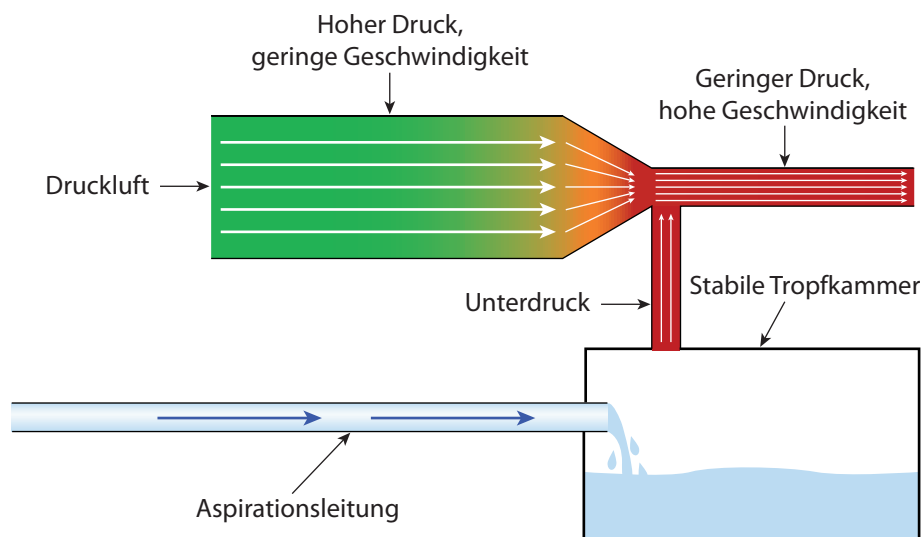 Hoher Druck,
geringe Geschwindigkeit
Geringer Druck,
hohe Geschwindigkeit
Druckluft
Unterdruck
Stabile Tropfkammer
Aspirationsleitung